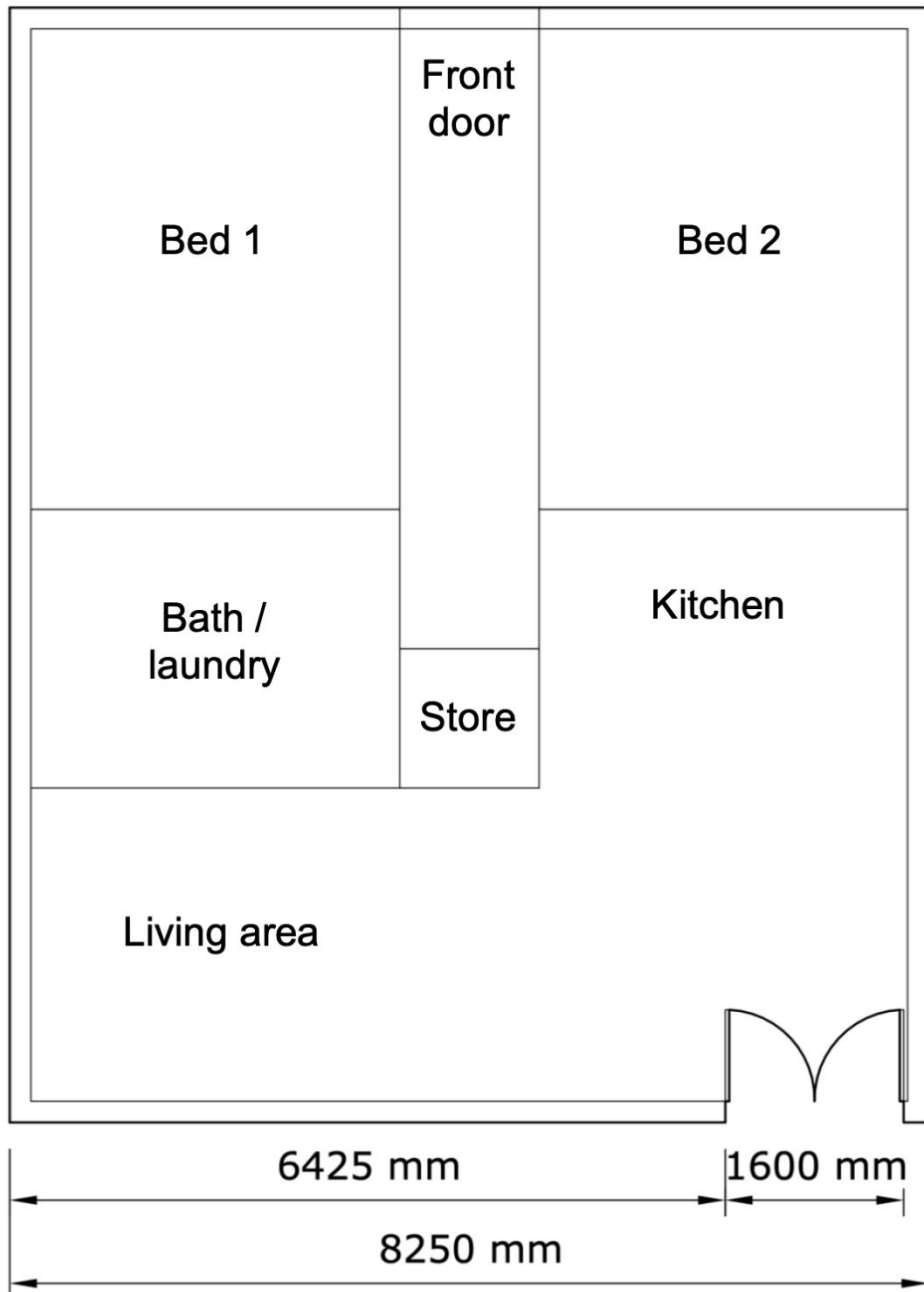 Front
door
Bed 1
Bed 2
Bath /
laundry
Kitchen
Store
Living area
6425 mm
1600 mm
8250 mm